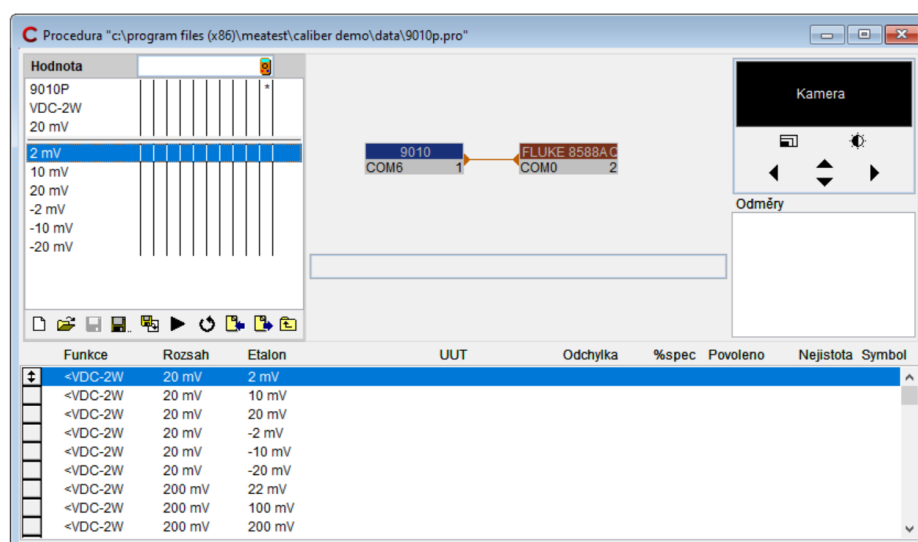 C Procedura "c:\program files (x86)\meatest\caliber demo\data\9010p.pro"
Hodnota
9010P *
VDC-2W
20 mV
2 mV
10 mV
20 mV
-2 mV
-10 mV
-20 mV
9010
COM6 1
FLUKE 8588A Q
COM0 2
Kamera
Odměry
Funkce Rozsah Etalon UUT Odchylka %spec Povoleno Nejistota Symbol
<VDC-2W 20 mV 2 mV
<VDC-2W 20 mV 10 mV
<VDC-2W 20 mV 20 mV
<VDC-2W 20 mV -2 mV
<VDC-2W 20 mV -10 mV
<VDC-2W 20 mV -20 mV
<VDC-2W 200 mV 22 mV
<VDC-2W 200 mV 100 mV
<VDC-2W 200 mV 200 mV